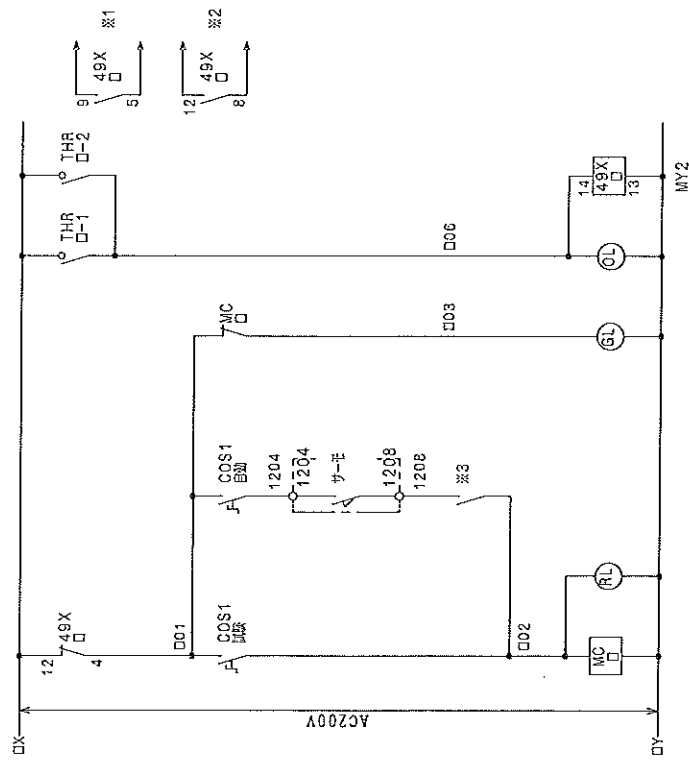 □X
AC200V
□Y
12
49X
□
4
□01
COS1
試験
□02
MC
□
RL
COS1
自動
1204
1204
サーモ
1208
1208
※3
MC
□
□03
GL
THR
□-1
THR
□-2
□06
OL
14
49X
□
13
MY2
※1
9
49X
□
5
※2
12
49X
□
8